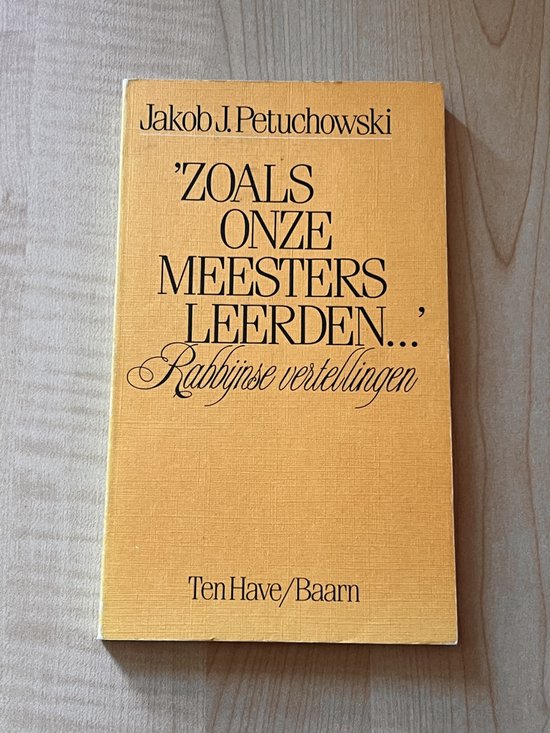 Jakob J. Petuchowski
'ZOALS
ONZE
MEESTERS
LEERDEN...'
Rabbijnse vertellingen
Ten Have/Baarn